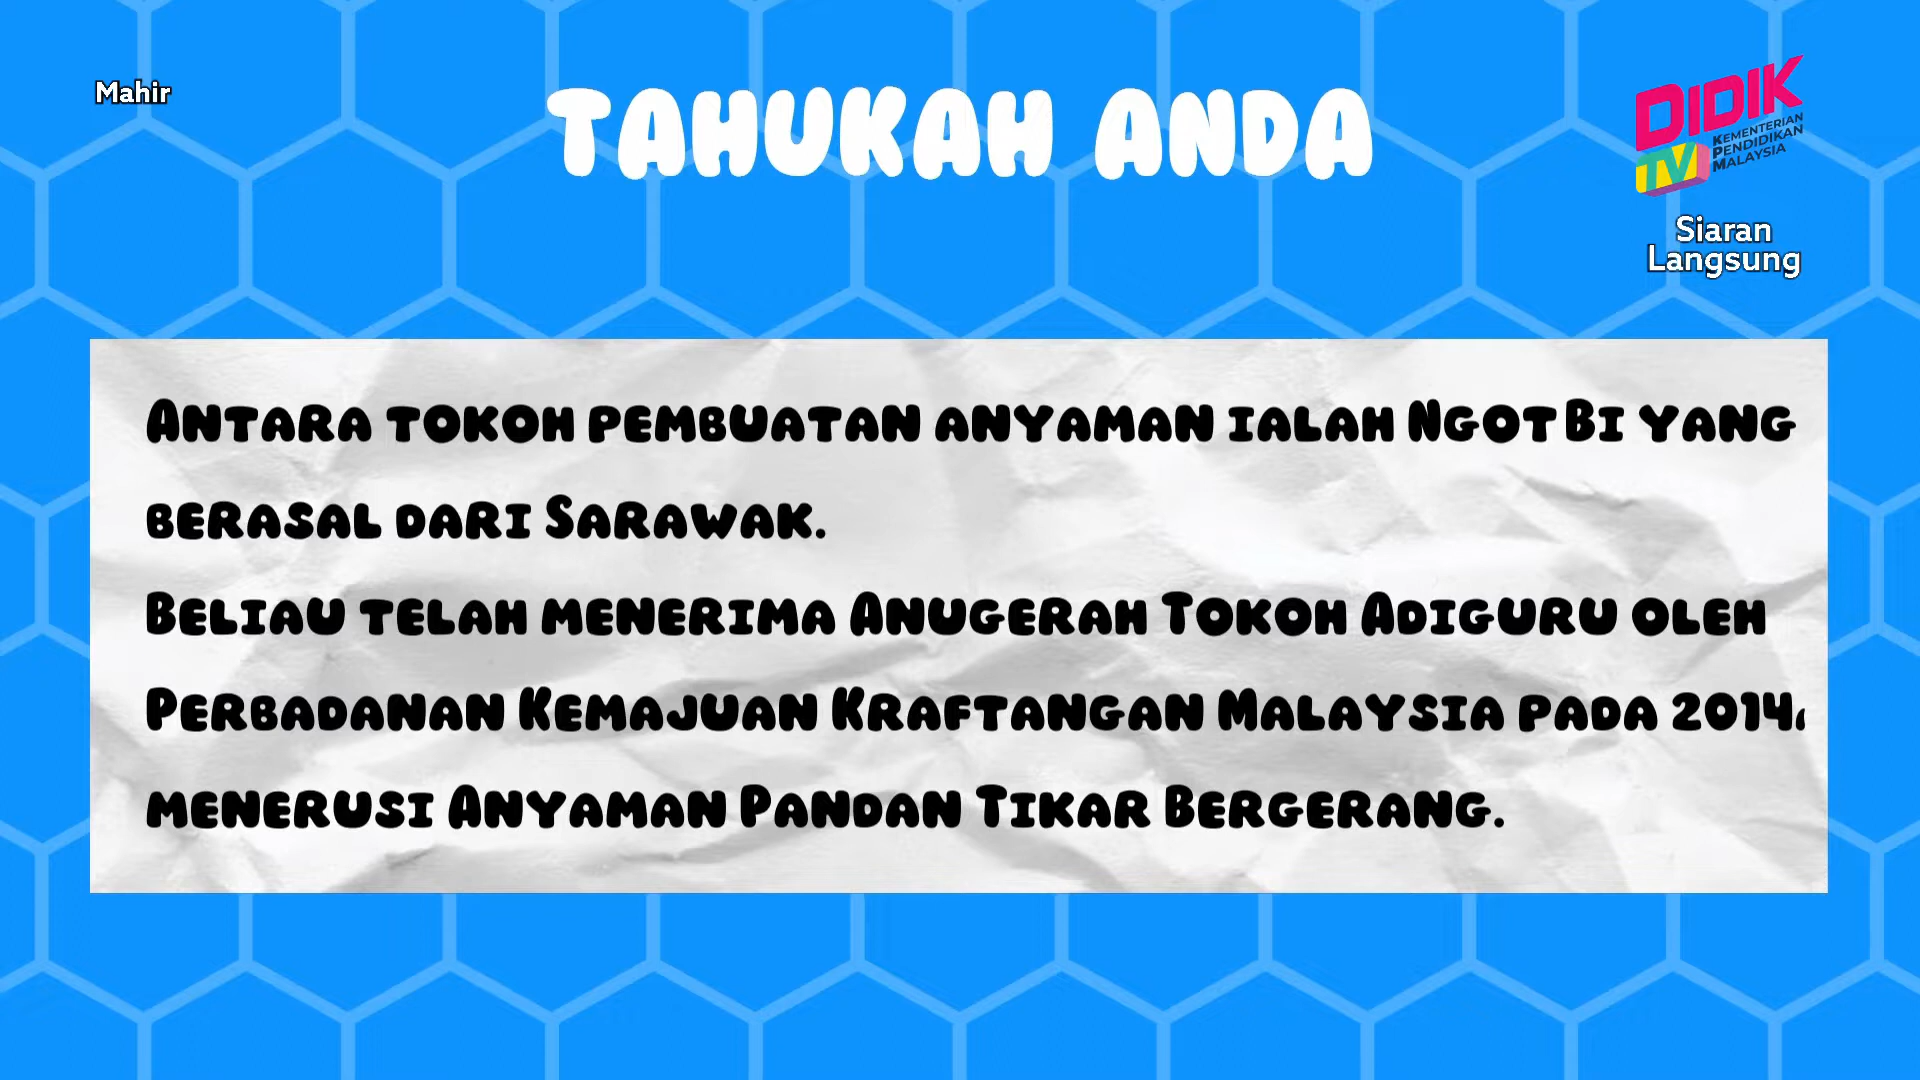 Mahir
TAHUKAH ANDA
DIDIK
TV
KEMENTERIAN
PENDIDIKAN
MALAYSIA
Siaran
Langsung
Antara tokoh pembuatan anyaman ialah Ngot Bi yang
berasal dari Sarawak.
Beliau telah menerima Anugerah Tokoh Adiguru oleh
Perbadanan Kemajuan Kraftangan Malaysia pada 2014,
menerusi Anyaman Pandan Tikar Bergerang.